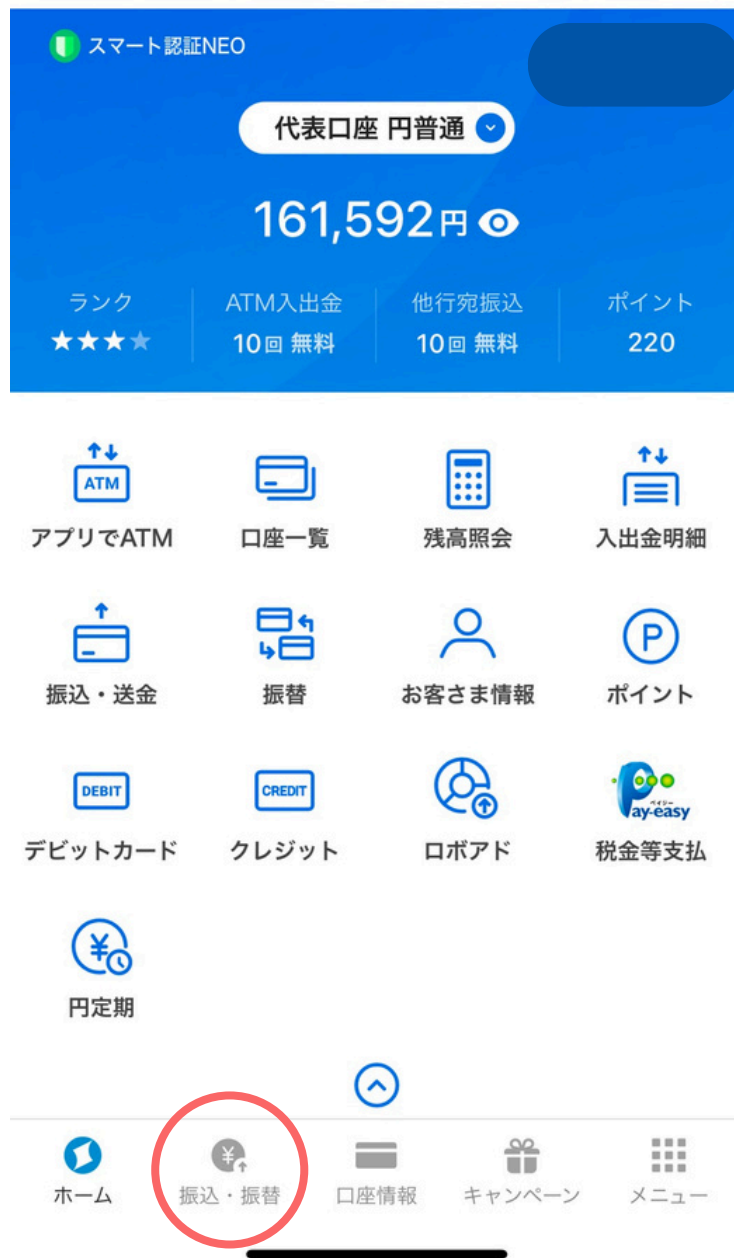 スマート認証NEO
代表口座 円普通
161,592円
ランク ATM入出金 他行宛振込 ポイント
★★★★ 10回 無料 10回 無料 220
ATM
アプリでATM 口座一覧 残高照会 入出金明細
P
振込・送金 振替 お客さま情報 ポイント
DEBIT CREDIT ペイジー
Pay-easy
デビットカード クレジット ロボアド 税金等支払
¥
円定期
¥
ホーム 振込・振替 口座情報 キャンペーン メニュー